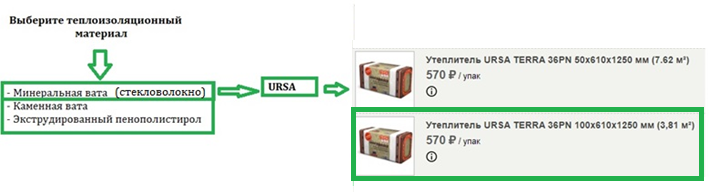 Выберите теплоизоляционный
материал
- Минеральная вата (стекловолокно)
- Каменная вата
- Экструдированный пенополистирол
URSA
Утеплитель URSA TERRA 36PN 50x610x1250 мм (7.62 м²)
570 ₽ / упак
Утеплитель URSA TERRA 36PN 100x610x1250 мм (3,81 м²)
570 ₽ / упак